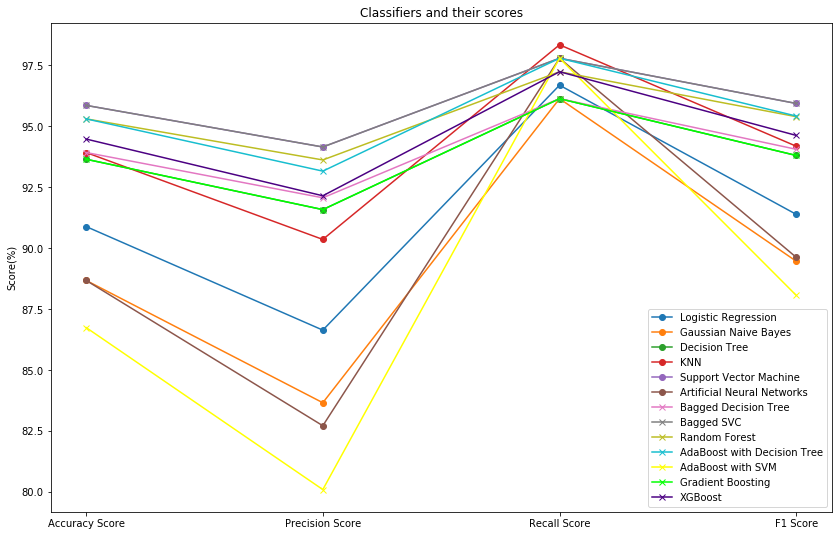 Classifiers and their scores
Score(%)
97.5
95.0
92.5
90.0
87.5
85.0
82.5
80.0
Logistic Regression
Gaussian Naive Bayes
Decision Tree
KNN
Support Vector Machine
Artificial Neural Networks
Bagged Decision Tree
Bagged SVC
Random Forest
AdaBoost with Decision Tree
AdaBoost with SVM
Gradient Boosting
XGBoost
Accuracy Score
Precision Score
Recall Score
F1 Score